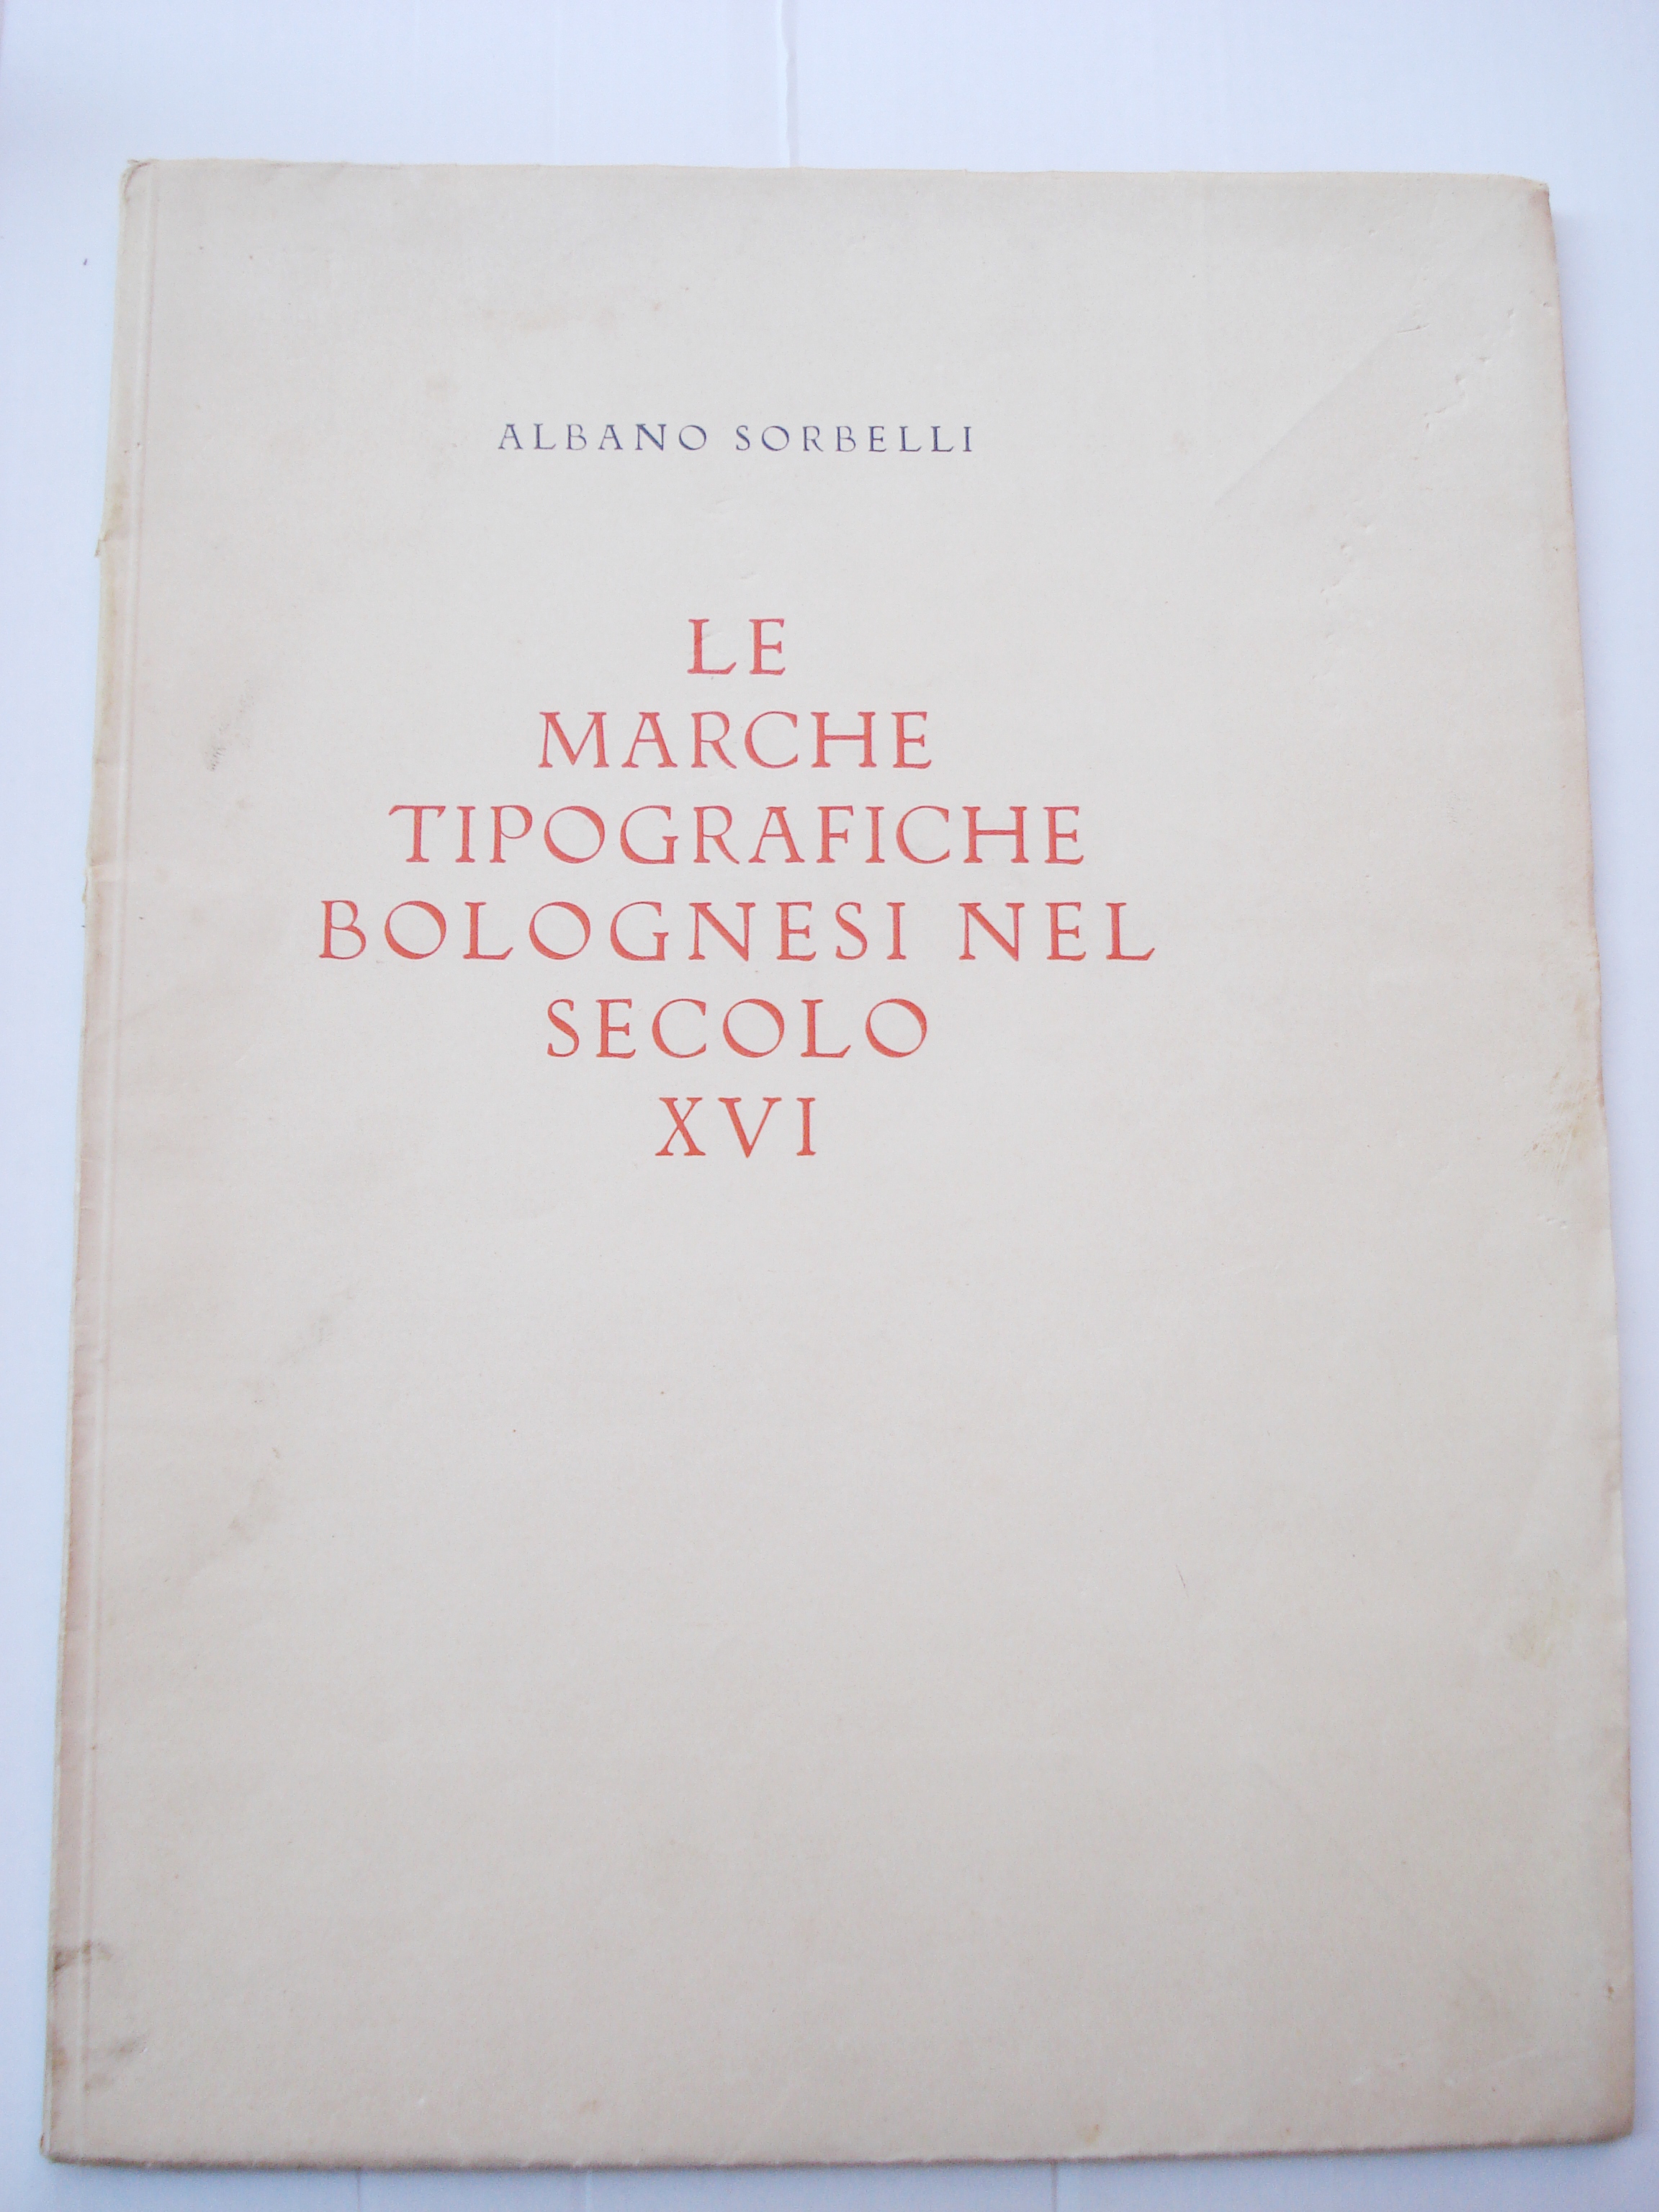 ALBANO SORBELLI
LE
MARCHE
TIPOGRAFICHE
BOLOGNESI NEL
SECOLO
XVI